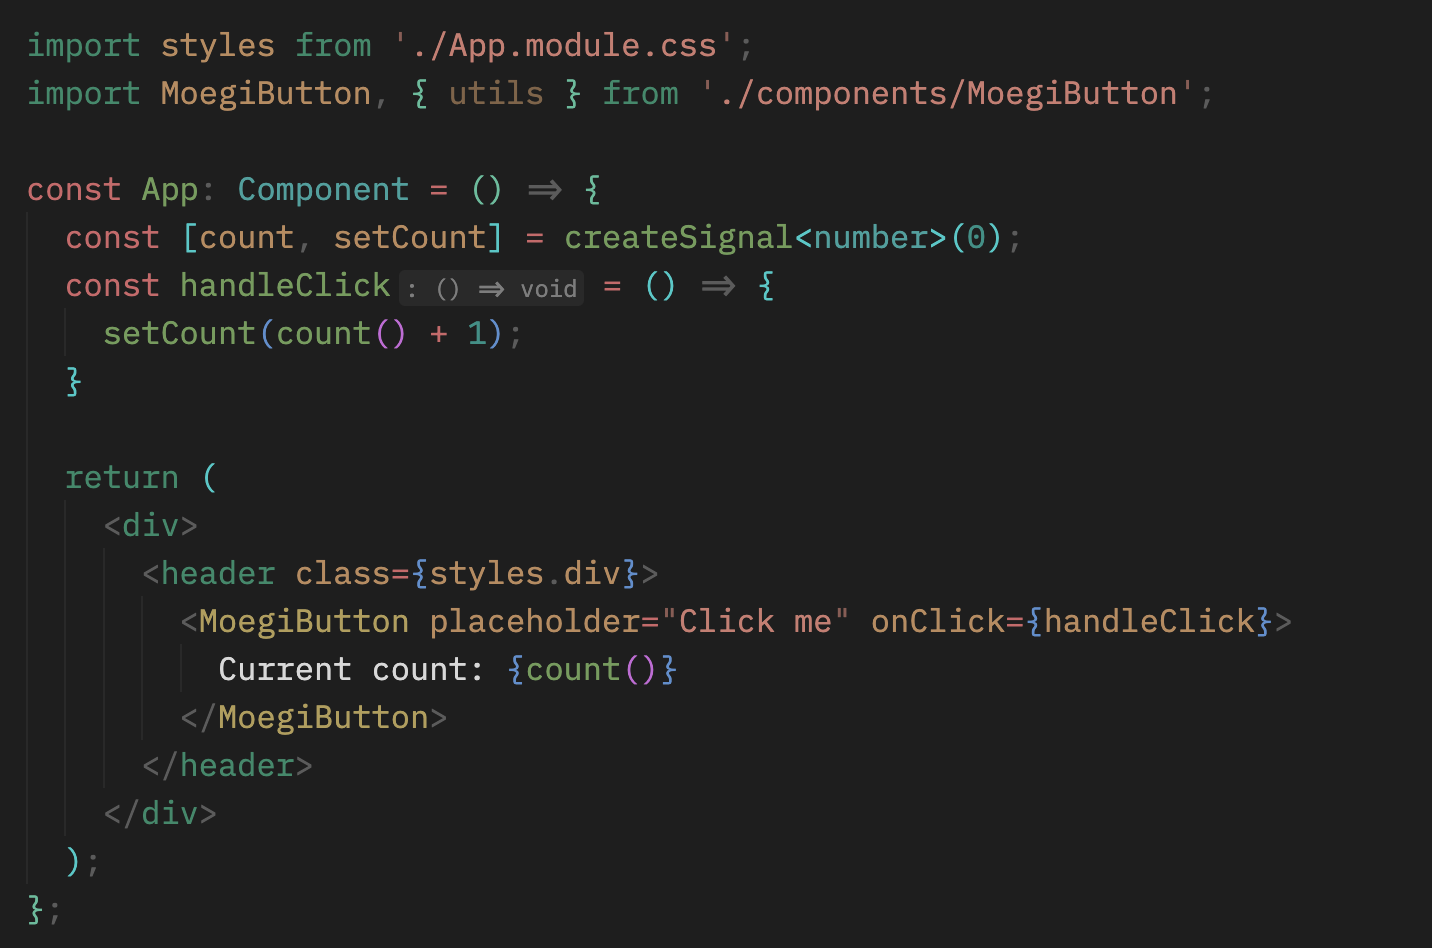 import styles from './App.module.css';
import MoegiButton, { utils } from './components/MoegiButton';

const App: Component = () => {
  const [count, setCount] = createSignal<number>(0);
  const handleClick: () => void = () => {
    setCount(count() + 1);
  }

  return (
    <div>
      <header class={styles.div}>
        <MoegiButton placeholder="Click me" onClick={handleClick}>
          Current count: {count()}
        </MoegiButton>
      </header>
    </div>
  );
};